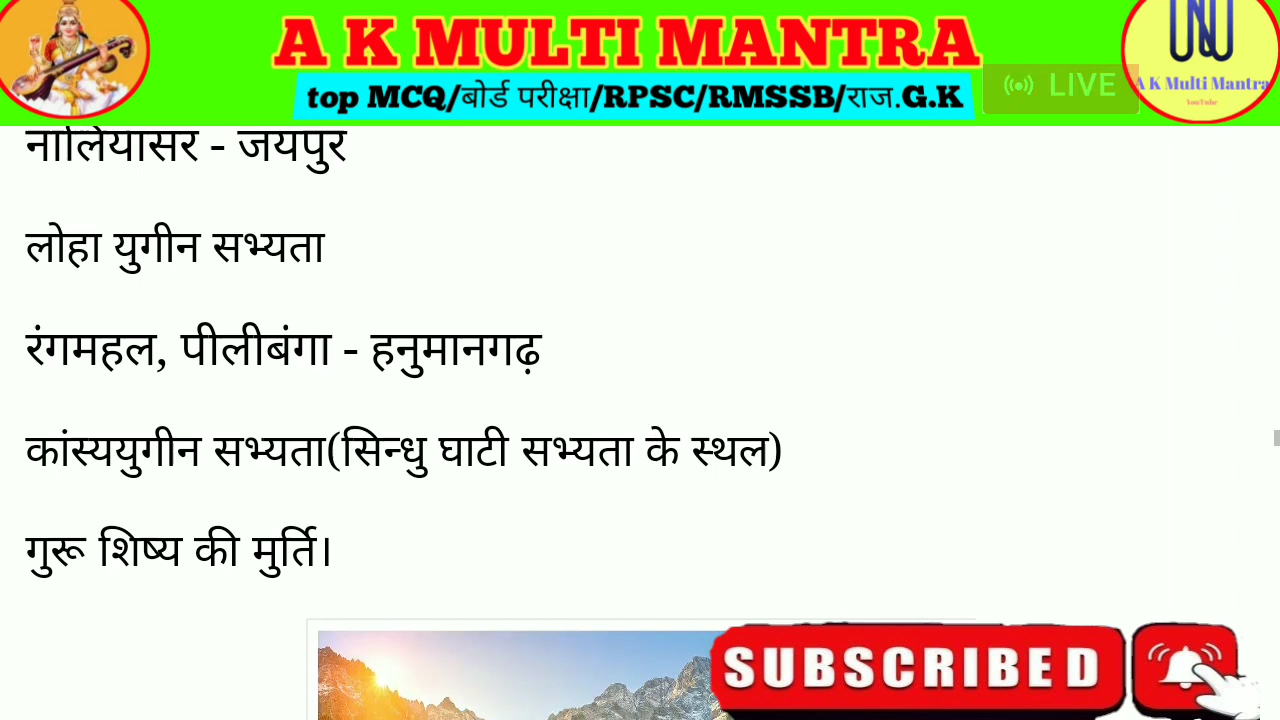 A K MULTI MANTRA
top MCQ/बोर्ड परीक्षा/RPSC/RMSSB/राज.G.K
LIVE
A K Multi Mantra
YouTube
नालियासर - जयपुर
लोहा युगीन सभ्यता
रंगमहल, पीलीबंगा - हनुमानगढ़
कांस्ययुगीन सभ्यता(सिन्धु घाटी सभ्यता के स्थल)
गुरू शिष्य की मुर्ति।
SUBSCRIBED